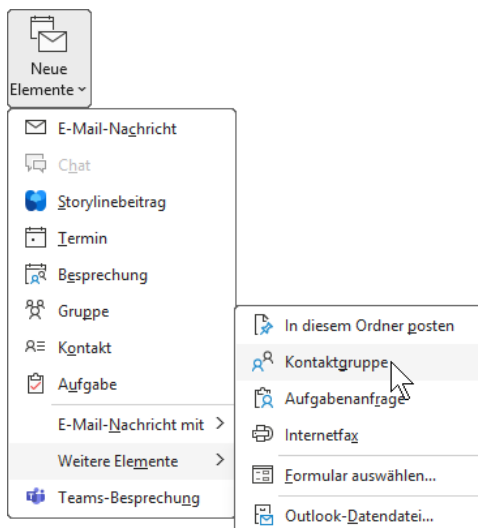 Neue
Elemente
E-Mail-Nachricht
Chat
Storylinebeitrag
Termin
Besprechung
Gruppe
Kontakt
Aufgabe
E-Mail-Nachricht mit
Weitere Elemente
Teams-Besprechung
In diesem Ordner posten
Kontaktgruppe
Aufgabenanfrage
Internetfax
Formular auswählen...
Outlook-Datendatei...